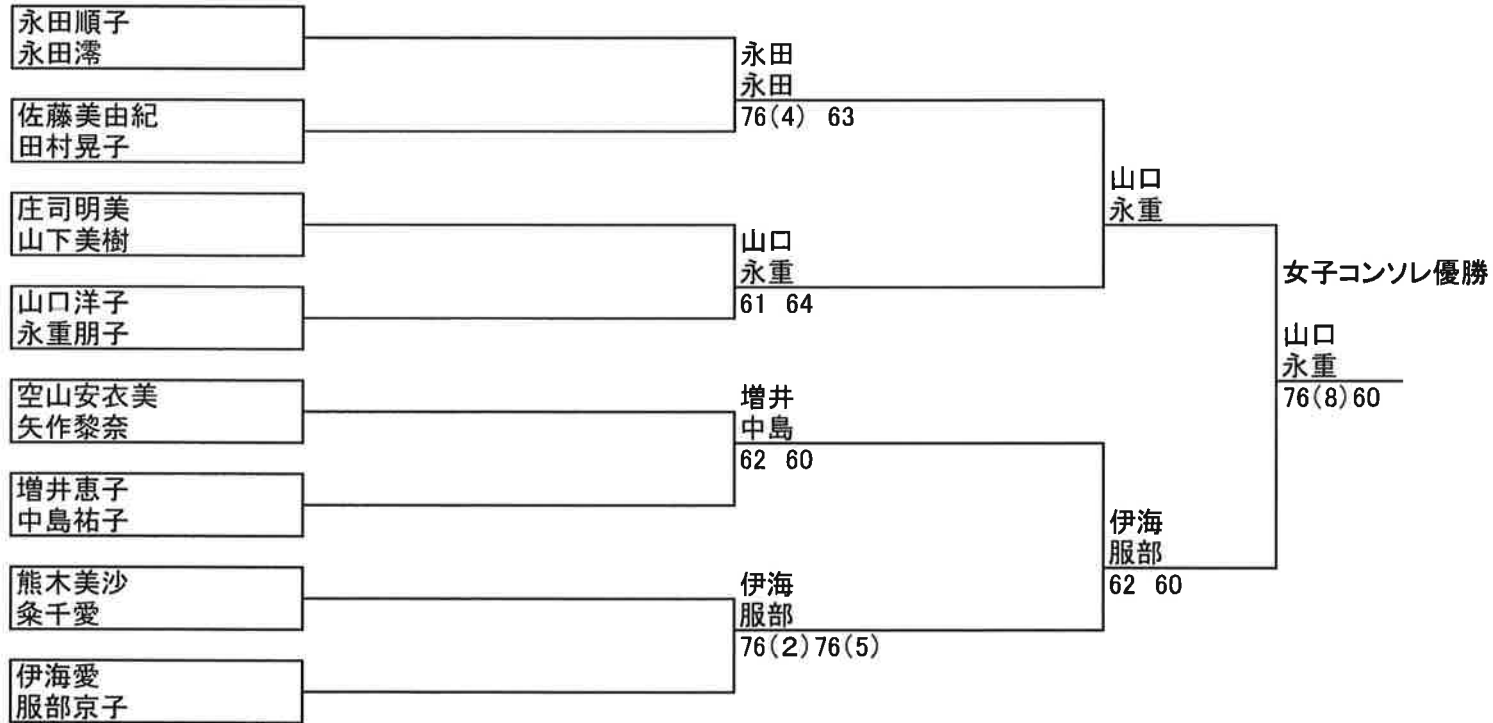 永田順子
永田澪
佐藤美由紀
田村晃子
庄司明美
山下美樹
山口洋子
永重朋子
空山安衣美
矢作黎奈
増井恵子
中島祐子
熊木美沙
粂千愛
伊海愛
服部京子
永田
永田
76(4) 63
山口
永重
61 64
増井
中島
62 60
伊海
服部
76(2)76(5)
山口
永重
伊海
服部
62 60
女子コンソレ優勝
山口
永重
76(8)60